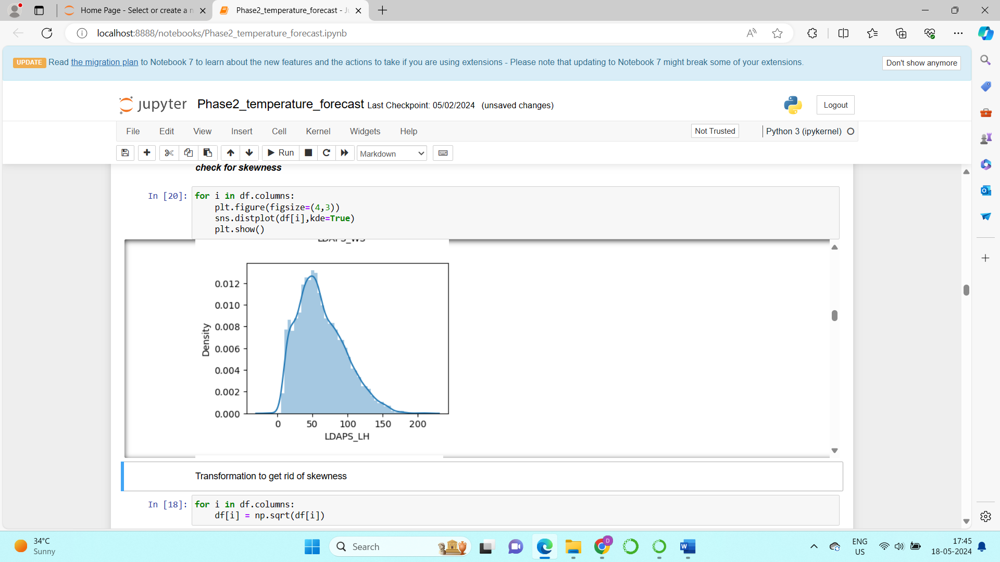 Home Page - Select or create a n
Phase2_temperature_forecast - Ju
localhost:8888/notebooks/Phase2_temperature_forecast.ipynb
UPDATE Read the migration plan to Notebook 7 to learn about the new features and the actions to take if you are using extensions - Please note that updating to Notebook 7 might break some of your extensions.
Don't show anymore
jupyter Phase2_temperature_forecast Last Checkpoint: 05/02/2024 (unsaved changes)
Logout
File Edit View Insert Cell Kernel Widgets Help
Not Trusted
Python 3 (ipykernel)
Run
Markdown
check for skewness
In [20]: for i in df.columns:
plt.figure(figsize=(4,3))
sns.distplot(df[i],kde=True)
plt.show()
LDAPS_WS
0.012
0.010
0.008
0.006
0.004
0.002
0.000
Density
0 50 100 150 200
LDAPS_LH
Transformation to get rid of skewness
In [18]: for i in df.columns:
df[i] = np.sqrt(df[i])
34°C
Sunny
Search
D
ENG
US
17:45
18-05-2024